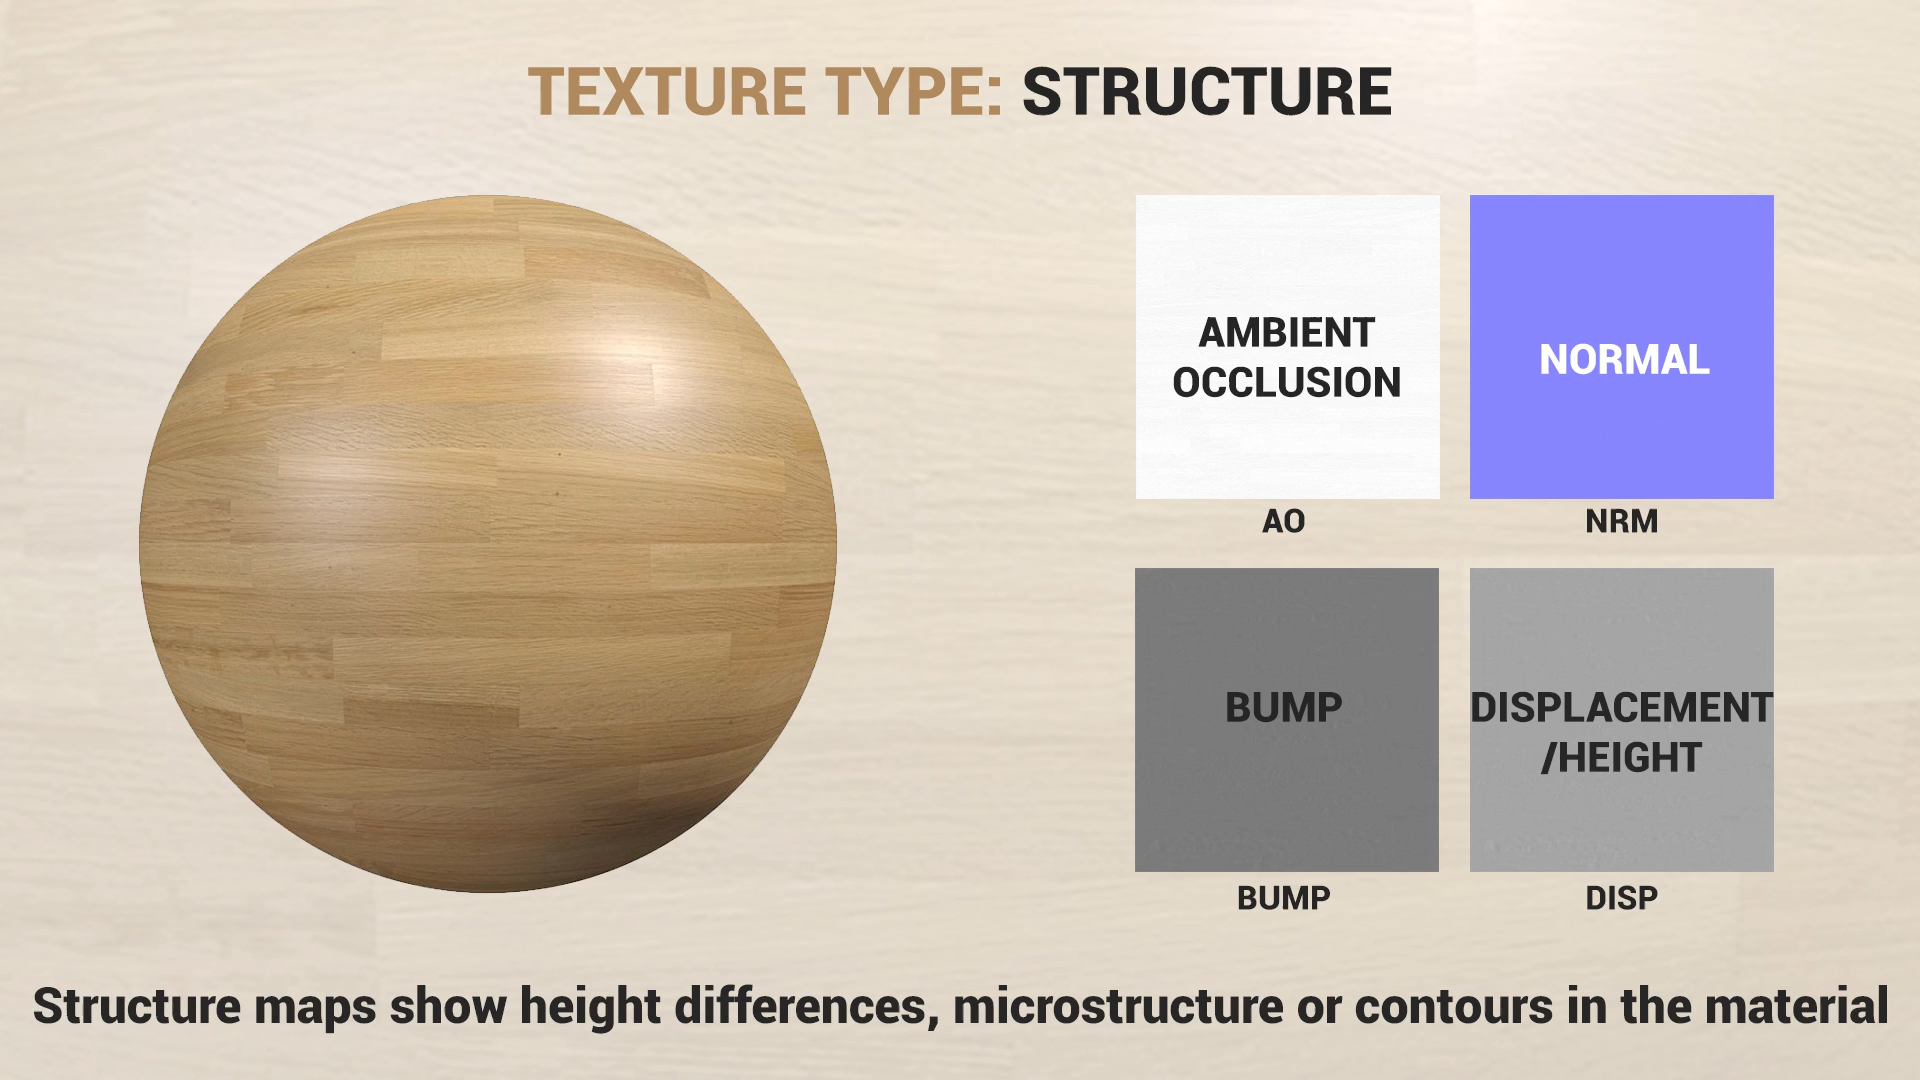 TEXTURE TYPE: STRUCTURE
AMBIENT
OCCLUSION
AO
NORMAL
NRM
BUMP
BUMP
DISPLACEMENT
/HEIGHT
DISP
Structure maps show height differences, microstructure or contours in the material